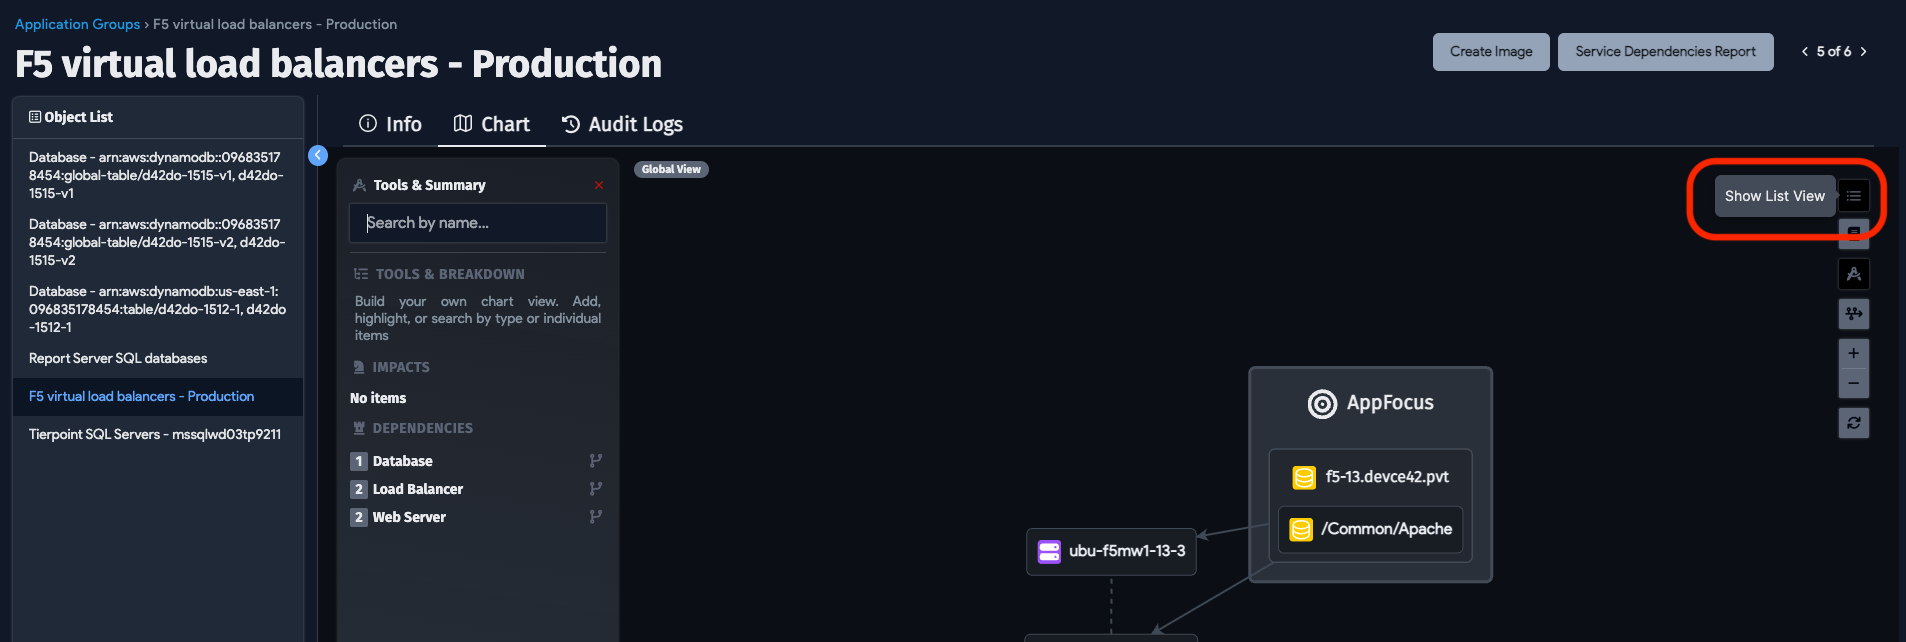 Application Groups › F5 virtual load balancers - Production
F5 virtual load balancers - Production
Create Image
Service Dependencies Report
5 of 6
Object List
Database - arn:aws:dynamodb::09683517
8454:global-table/d42do-1515-v1, d42do-
1515-v1
Database - arn:aws:dynamodb::09683517
8454:global-table/d42do-1515-v2, d42do-
1515-v2
Database - arn:aws:dynamodb:us-east-1:
096835178454:table/d42do-1512-1, d42do
-1512-1
Report Server SQL databases
F5 virtual load balancers - Production
Tierpoint SQL Servers - mssqlwd03tp9211
Info
Chart
Audit Logs
Tools & Summary
Search by name...
TOOLS & BREAKDOWN
Build your own chart view. Add,
highlight, or search by type or individual
items
IMPACTS
No items
DEPENDENCIES
1 Database
2 Load Balancer
2 Web Server
Global View
Show List View
AppFocus
f5-13.devce42.pvt
/Common/Apache
ubu-f5mw1-13-3